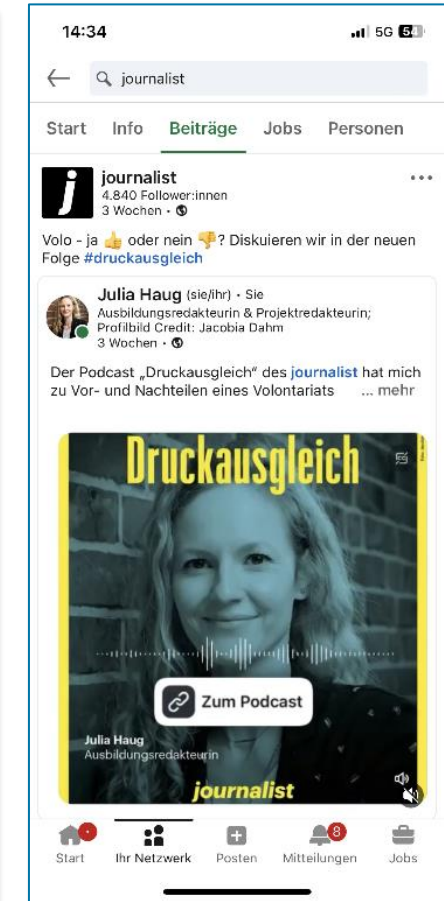 14:34
5G 54
journalist
Start Info Beiträge Jobs Personen
j
journalist
4.840 Follower:innen
3 Wochen •
Volo - ja 👍 oder nein 👎? Diskutieren wir in der neuen
Folge #druckausgleich
Julia Haug (sie/ihr) • Sie
Ausbildungsredakteurin & Projektredakteurin;
Profilbild Credit: Jacobia Dahm
3 Wochen •
Der Podcast „Druckausgleich“ des journalist hat mich
zu Vor- und Nachteilen eines Volontariats ... mehr
Druckausgleich
Zum Podcast
Julia Haug
Ausbildungsredakteurin
journalist
8
Start Ihr Netzwerk Posten Mitteilungen Jobs